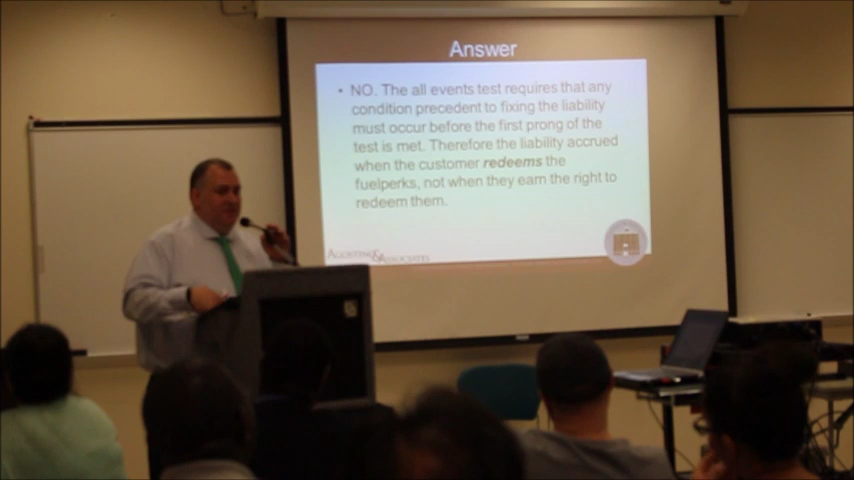 Answer
• NO. The all events test requires that any
condition precedent to fixing the liability
must occur before the first prong of the
test is met. Therefore the liability accrued
when the customer redeems the
fuelperks, not when they earn the right to
redeem them.
AGOSTINO & ASSOCIATES